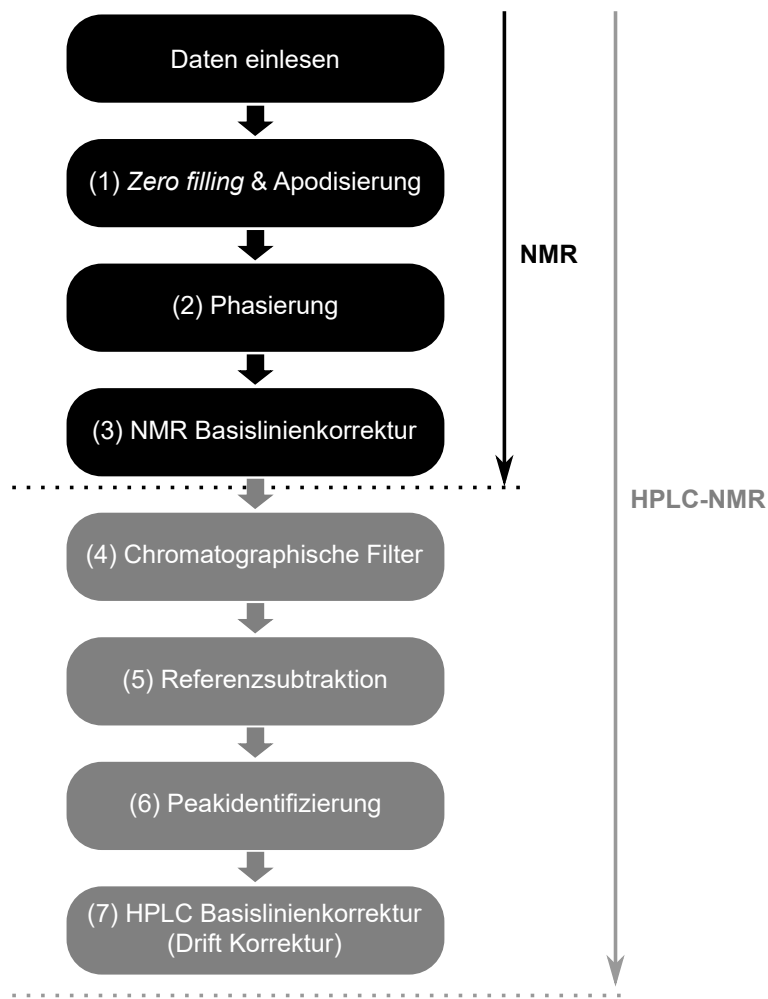 Daten einlesen
(1) Zero filling & Apodisierung
NMR
(2) Phasierung
(3) NMR Basislinienkorrektur
HPLC-NMR
(4) Chromatographische Filter
(5) Referenzsubtraktion
(6) Peakidentifizierung
(7) HPLC Basislinienkorrektur
(Drift Korrektur)